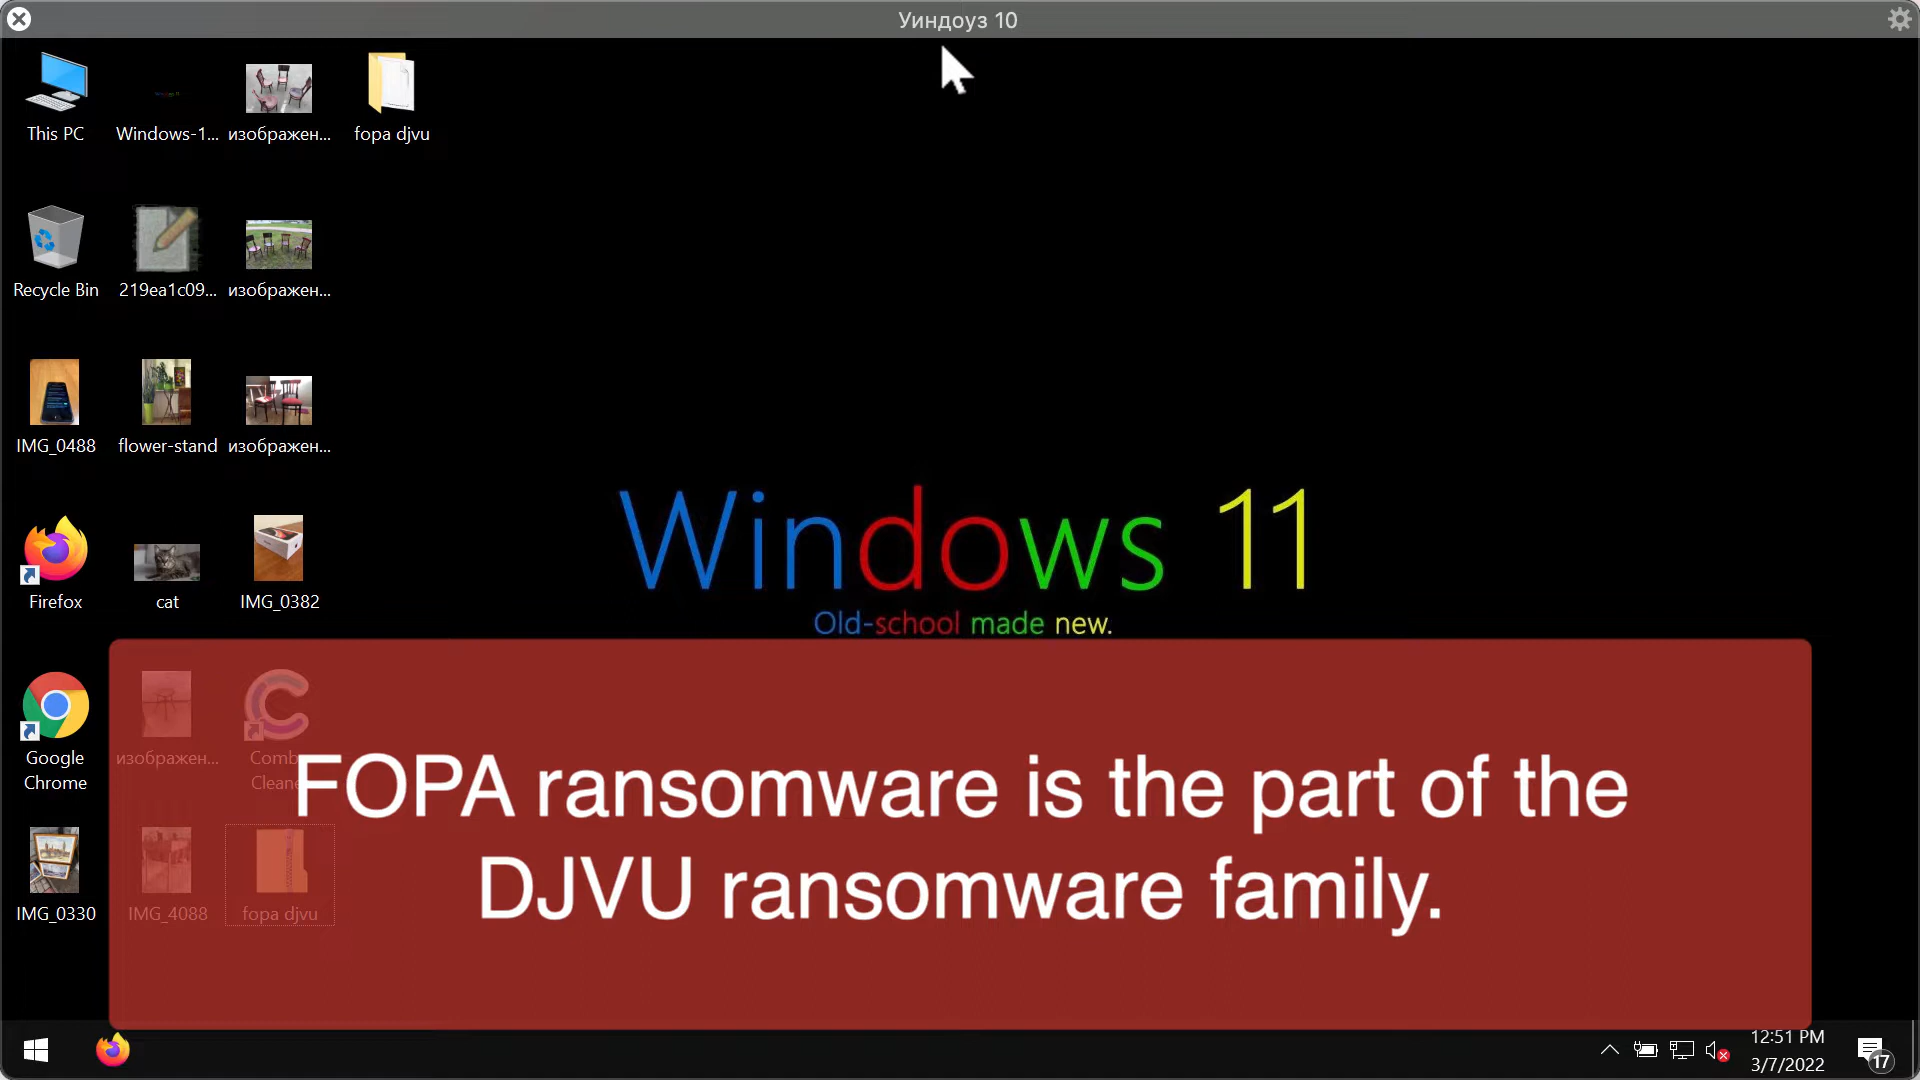 Уиндоуз 10
This PC
Windows-1...
изображен...
fopa djvu
Recycle Bin
219ea1c09...
изображен...
IMG_0488
flower-stand
изображен...
Firefox
cat
IMG_0382
Windows 11
Old-school made new.
Google
Chrome
изображен...
Comb
Cleane
IMG_0330
IMG_4088
fopa djvu
FOPA ransomware is the part of the
DJVU ransomware family.
12:51 PM
3/7/2022
17